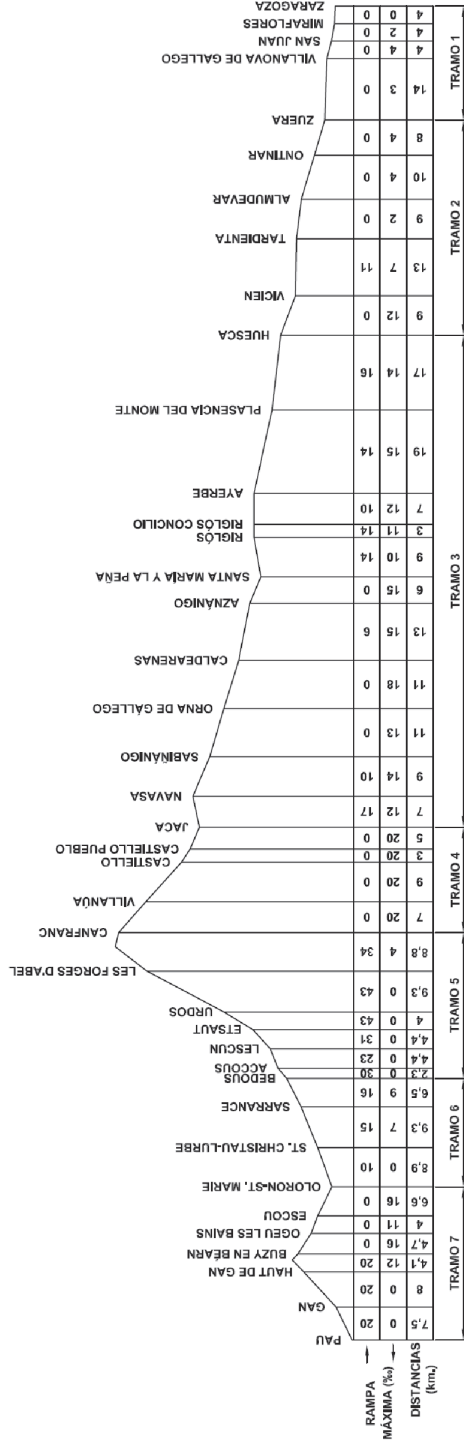 PAU
GAN
HAUT DE GAN
BUZY EN BÉARN
OGEU LES BAINS
ESCOU
OLORON-ST. MARIE
ST. CHRISTAU-LURBE
SARRANCE
BEDOUS
ACCOUS
LESCUN
ETSAUT
URDOS
LES FORGES D'ABEL
CANFRANC
VILLANÚA
CASTIELLO
CASTIELLO PUEBLO
JACA
NAVASA
SABIÑÁNIGO
ORNA DE GÁLLEGO
CALDEARENAS
AZNÁNIGO
SANTA MARÍA Y LA PEÑA
RIGLÓS
RIGLÓS CONCILIO
AYERBE
PLASENCIA DEL MONTE
HUESCA
VICIEN
TARDIENTA
ALMUDEVAR
ONTINAR
ZUERA
VILLANOVA DE GALLEGO
SAN JUAN
MIRAFLORES
ZARAGOZA
RAMPA → 20 20 20 0 0 0 10 15 16 30 23 31 43 43 34 0 0 0 0 17 10 0 0 6 0 14 14 10 14 16 0 11 0 0 0 0 0 0 0
MÁXIMA (‰) ← 0 0 12 16 11 16 0 7 9 0 0 0 0 0 4 20 20 20 20 12 14 13 18 15 15 10 11 12 15 14 12 7 2 4 4 3 4 2 0
DISTANCIAS (km.) 7,5 8 4,1 4,7 4 6,6 8,9 9,3 6,5 2,3 4,4 4,4 4 9,3 8,8 7 9 3 5 7 9 11 11 13 6 9 3 7 19 17 9 13 9 10 8 14 4 4 4
TRAMO 7 TRAMO 6 TRAMO 5 TRAMO 4 TRAMO 3 TRAMO 2 TRAMO 1